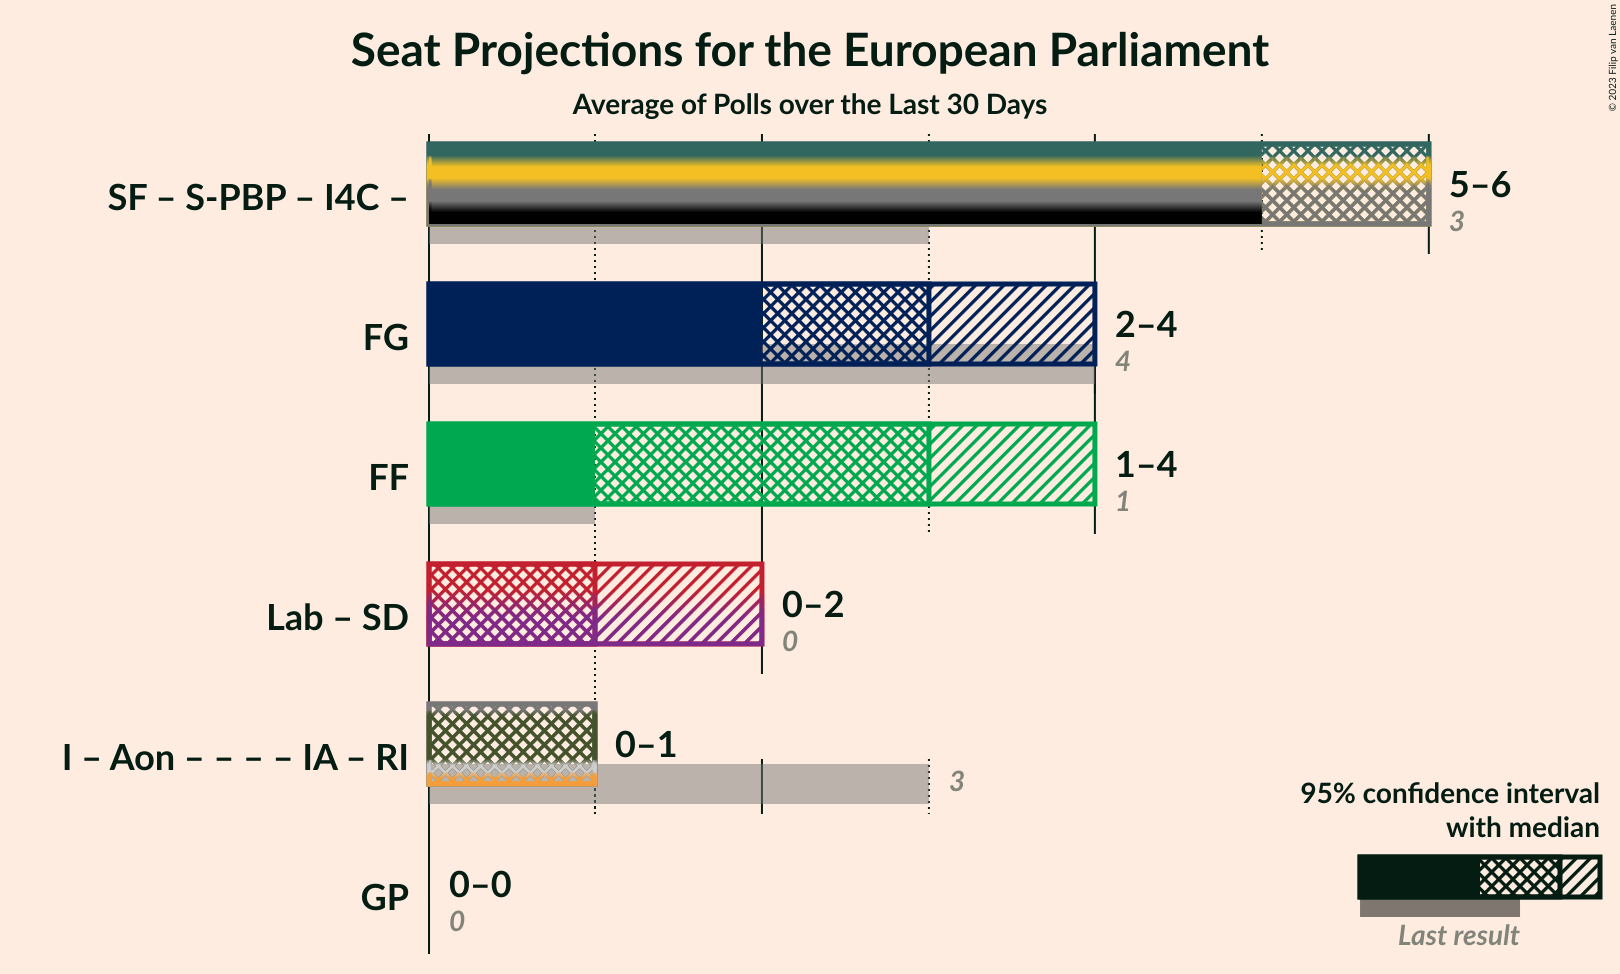 Seat Projections for the European Parliament
Average of Polls over the Last 30 Days
© 2023 Filip van Laenen
SF – S-PBP – I4C –
5–6
3
FG
2–4
4
FF
1–4
1
Lab – SD
0–2
0
I – Aon – – – – IA – RI
0–1
3
GP
0–0
0
95% confidence interval
with median
Last result